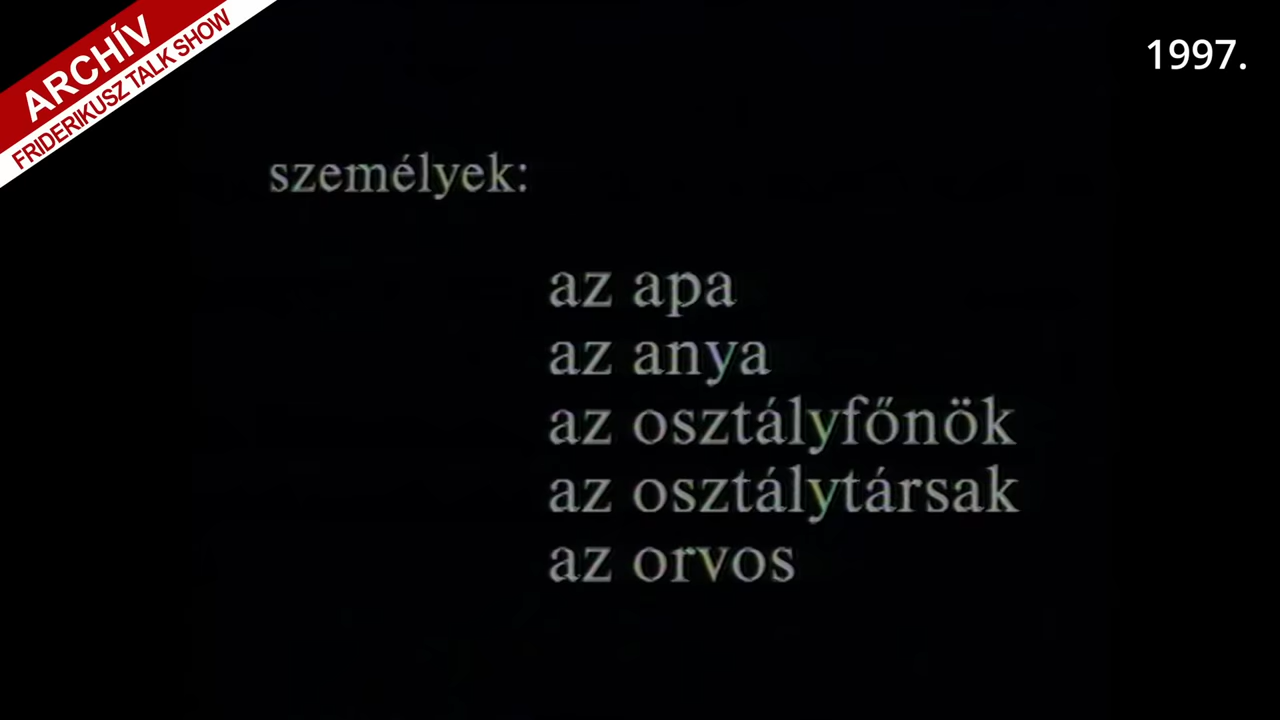 ARCHÍV
FRIDERIKUSZ TALK SHOW
1997.
személyek:
az apa
az anya
az osztályfőnök
az osztálytársak
az orvos